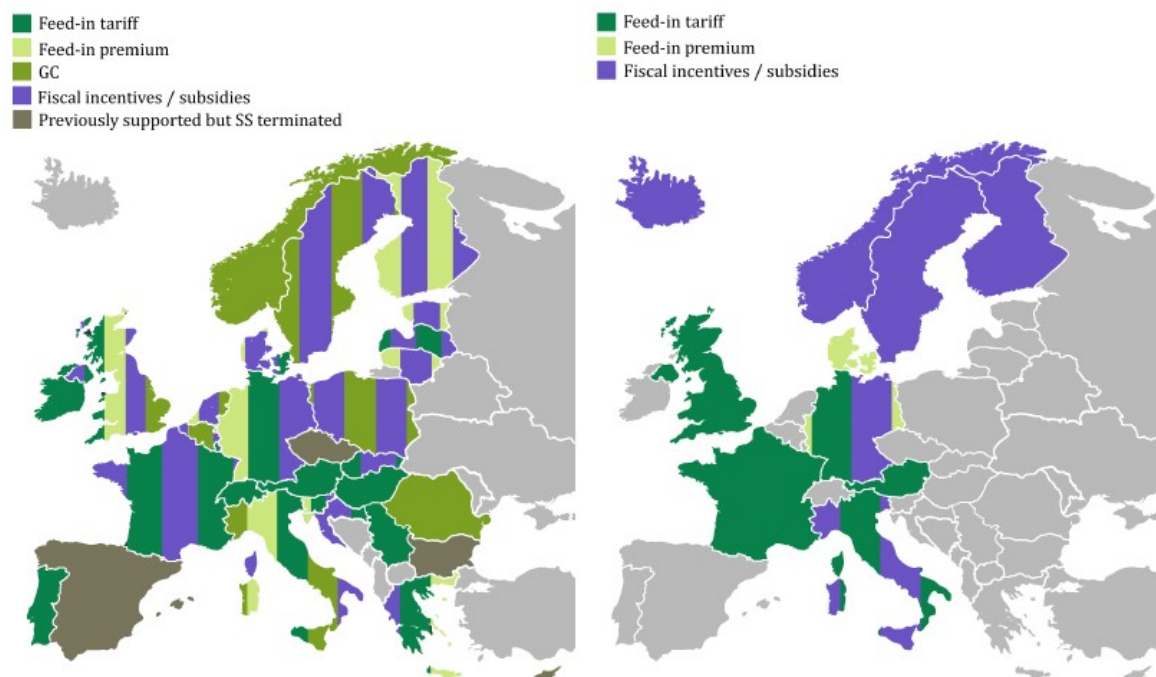 Feed-in tariff
Feed-in premium
GC
Fiscal incentives / subsidies
Previously supported but SS terminated
Feed-in tariff
Feed-in premium
Fiscal incentives / subsidies